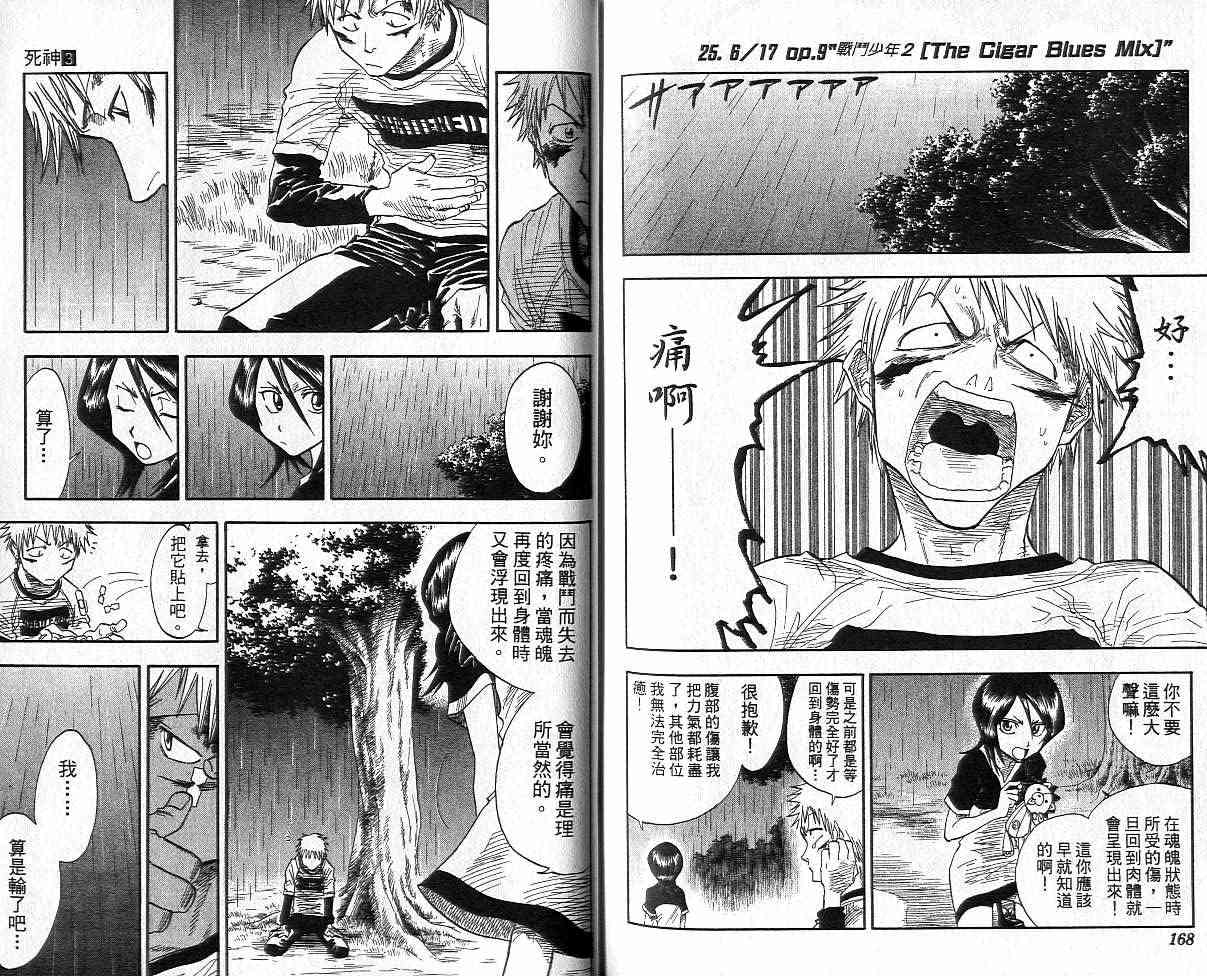 25. 6/17 op.9"戰鬥少年2 [The Cigar Blues Mix]"
サアアアアアア
好…
痛啊——！
你不要
這麼大
聲嘛！
在魂魄狀態時
所受的傷，一
旦回到肉體就
會呈現出來！
這你應該
早就知道
的啊！
可是之前都是等
傷勢完全好了才
回到身體的啊…
很抱歉！
腹部的傷讓我
把力氣都耗盡
了，其他部位
我無法完全治
癒！
168
死神3
謝謝妳。
算了…
因為戰鬥而失去
的疼痛，當魂魄
再度回到身體時
又會浮現出來。
會覺得痛是理
所當然的。
拿去，
把它貼上吧。
我……
算是輸了吧…